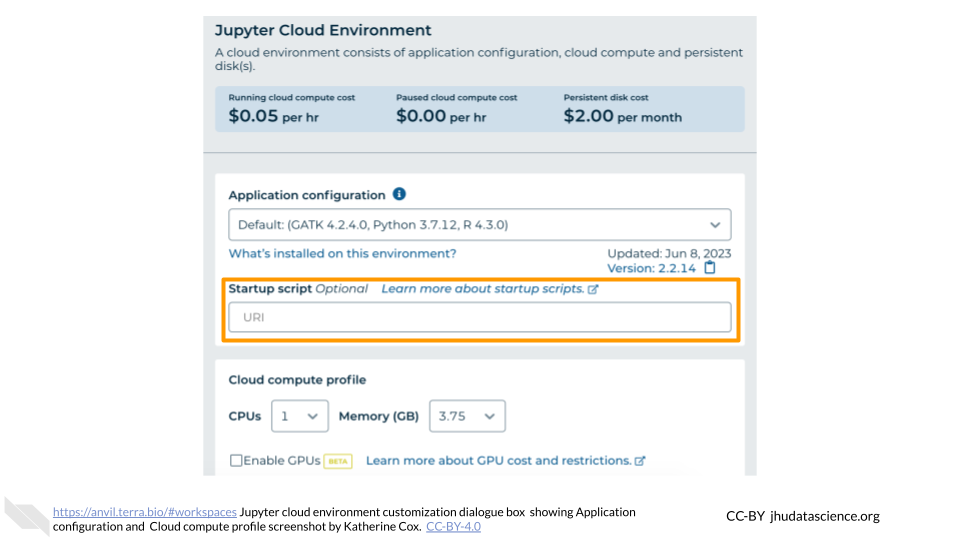 Jupyter Cloud Environment
A cloud environment consists of application configuration, cloud compute and persistent
disk(s).
Running cloud compute cost
$0.05 per hr
Paused cloud compute cost
$0.00 per hr
Persistent disk cost
$2.00 per month
Application configuration
Default: (GATK 4.2.4.0, Python 3.7.12, R 4.3.0)
What's installed on this environment?
Updated: Jun 8, 2023
Version: 2.2.14
Startup script Optional Learn more about startup scripts.
URI
Cloud compute profile
CPUs 1 Memory (GB) 3.75
Enable GPUs BETA Learn more about GPU cost and restrictions.
https://anvil.terra.bio/#workspaces Jupyter cloud environment customization dialogue box showing Application
configuration and Cloud compute profile screenshot by Katherine Cox. CC-BY-4.0
CC-BY jhudatascience.org